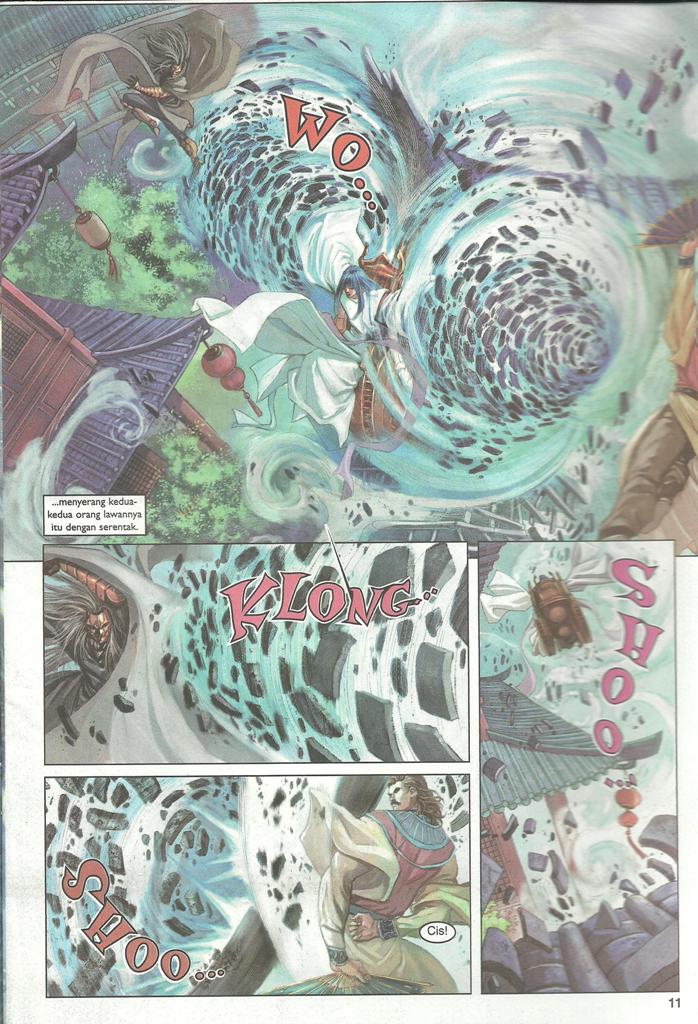 WO...
...menyerang kedua-
kedua orang lawannya
itu dengan serentak.
KLONG...
SHOO...
SHOO...
Cis!
11